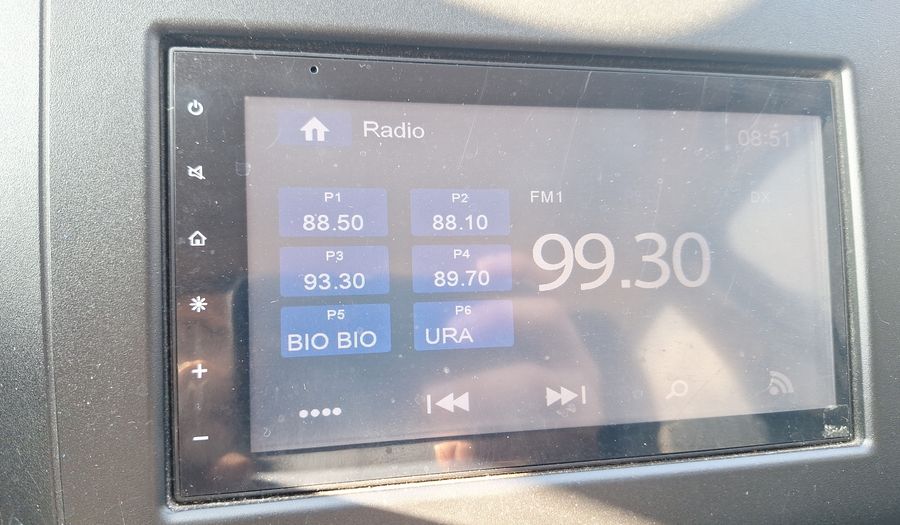 Radio
08:51
P1
88.50
P2
88.10
FM1
DX
P3
93.30
P4
89.70
99.30
P5
BIO BIO
P6
URA